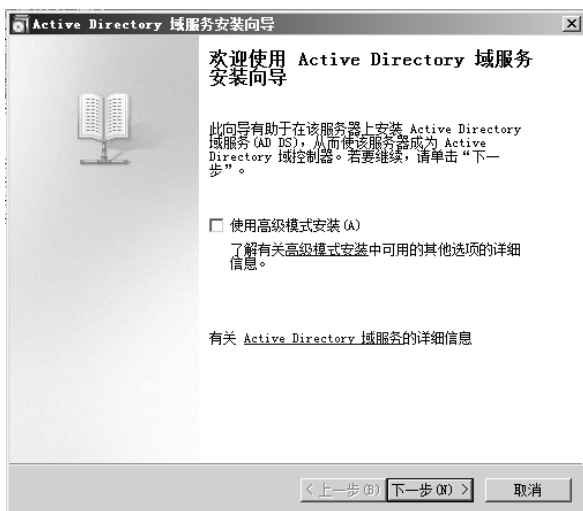 Active Directory 域服务安装向导
欢迎使用 Active Directory 域服务
安装向导
此向导有助于在该服务器上安装 Active Directory
域服务(AD DS)，从而使该服务器成为 Active
Directory 域控制器。若要继续，请单击“下一
步”。
使用高级模式安装(A)
了解有关高级模式安装中可用的其他选项的详细
信息。
有关 Active Directory 域服务的详细信息
< 上一步(B) 下一步(N) > 取消